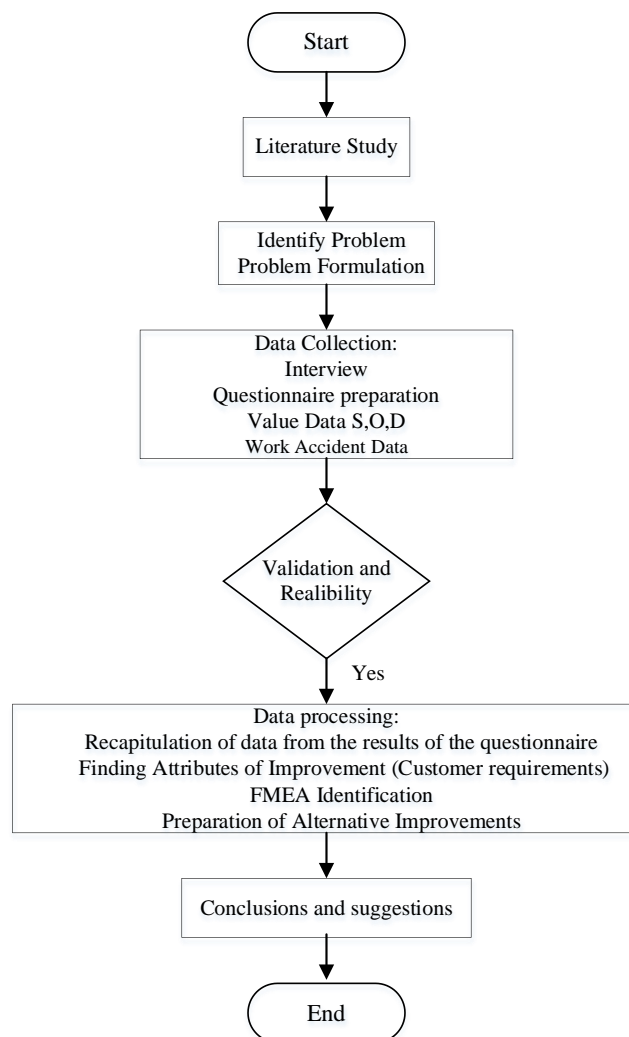 Start
Literature Study
Identify Problem
Problem Formulation
Data Collection:
Interview
Questionnaire preparation
Value Data S,O,D
Work Accident Data
Validation and
Realibility
Yes
Data processing:
Recapitulation of data from the results of the questionnaire
Finding Attributes of Improvement (Customer requirements)
FMEA Identification
Preparation of Alternative Improvements
Conclusions and suggestions
End